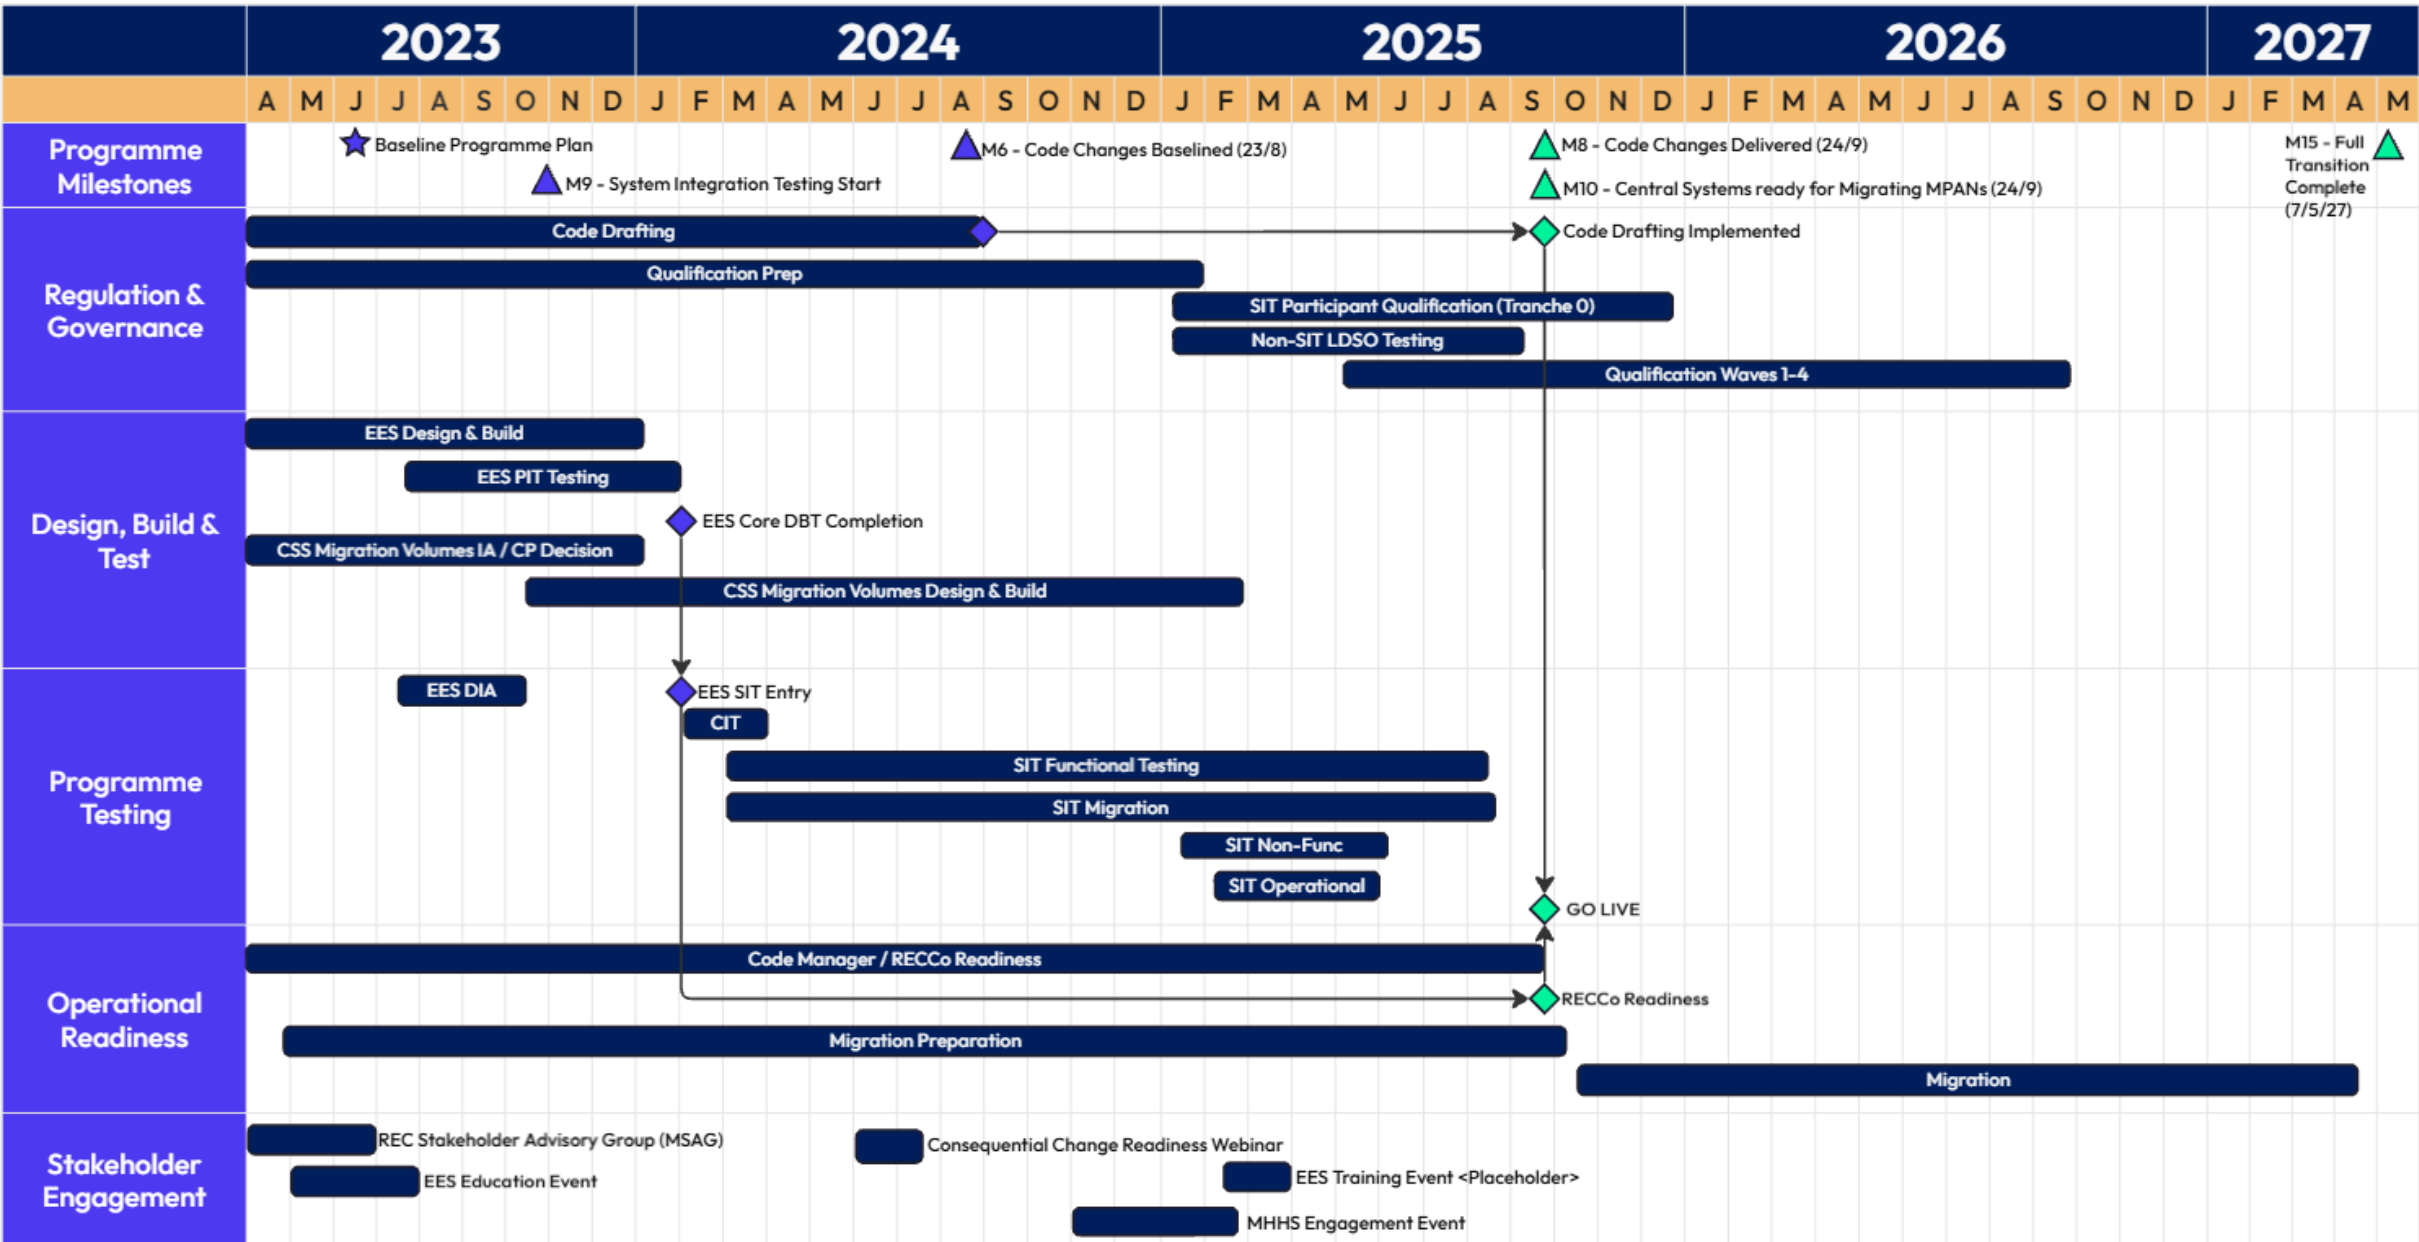 2023 2024 2025 2026 2027
A M J J A S O N D J F M A M J J A S O N D J F M A M J J A S O N D J F M A M J J A S O N D J F M A M
Programme
Milestones
Baseline Programme Plan
M9 - System Integration Testing Start
M6 - Code Changes Baselined (23/8)
M8 - Code Changes Delivered (24/9)
M10 - Central Systems ready for Migrating MPANs (24/9)
M15 - Full
Transition
Complete
(7/5/27)
Regulation &
Governance
Code Drafting
Code Drafting Implemented
Qualification Prep
SIT Participant Qualification (Tranche 0)
Non-SIT LDSO Testing
Qualification Waves 1-4
Design, Build &
Test
EES Design & Build
EES PIT Testing
EES Core DBT Completion
CSS Migration Volumes IA / CP Decision
CSS Migration Volumes Design & Build
Programme
Testing
EES DIA
EES SIT Entry
CIT
SIT Functional Testing
SIT Migration
SIT Non-Func
SIT Operational
GO LIVE
Operational
Readiness
Code Manager / RECCo Readiness
RECCo Readiness
Migration Preparation
Migration
Stakeholder
Engagement
REC Stakeholder Advisory Group (MSAG)
EES Education Event
Consequential Change Readiness Webinar
EES Training Event <Placeholder>
MHHS Engagement Event